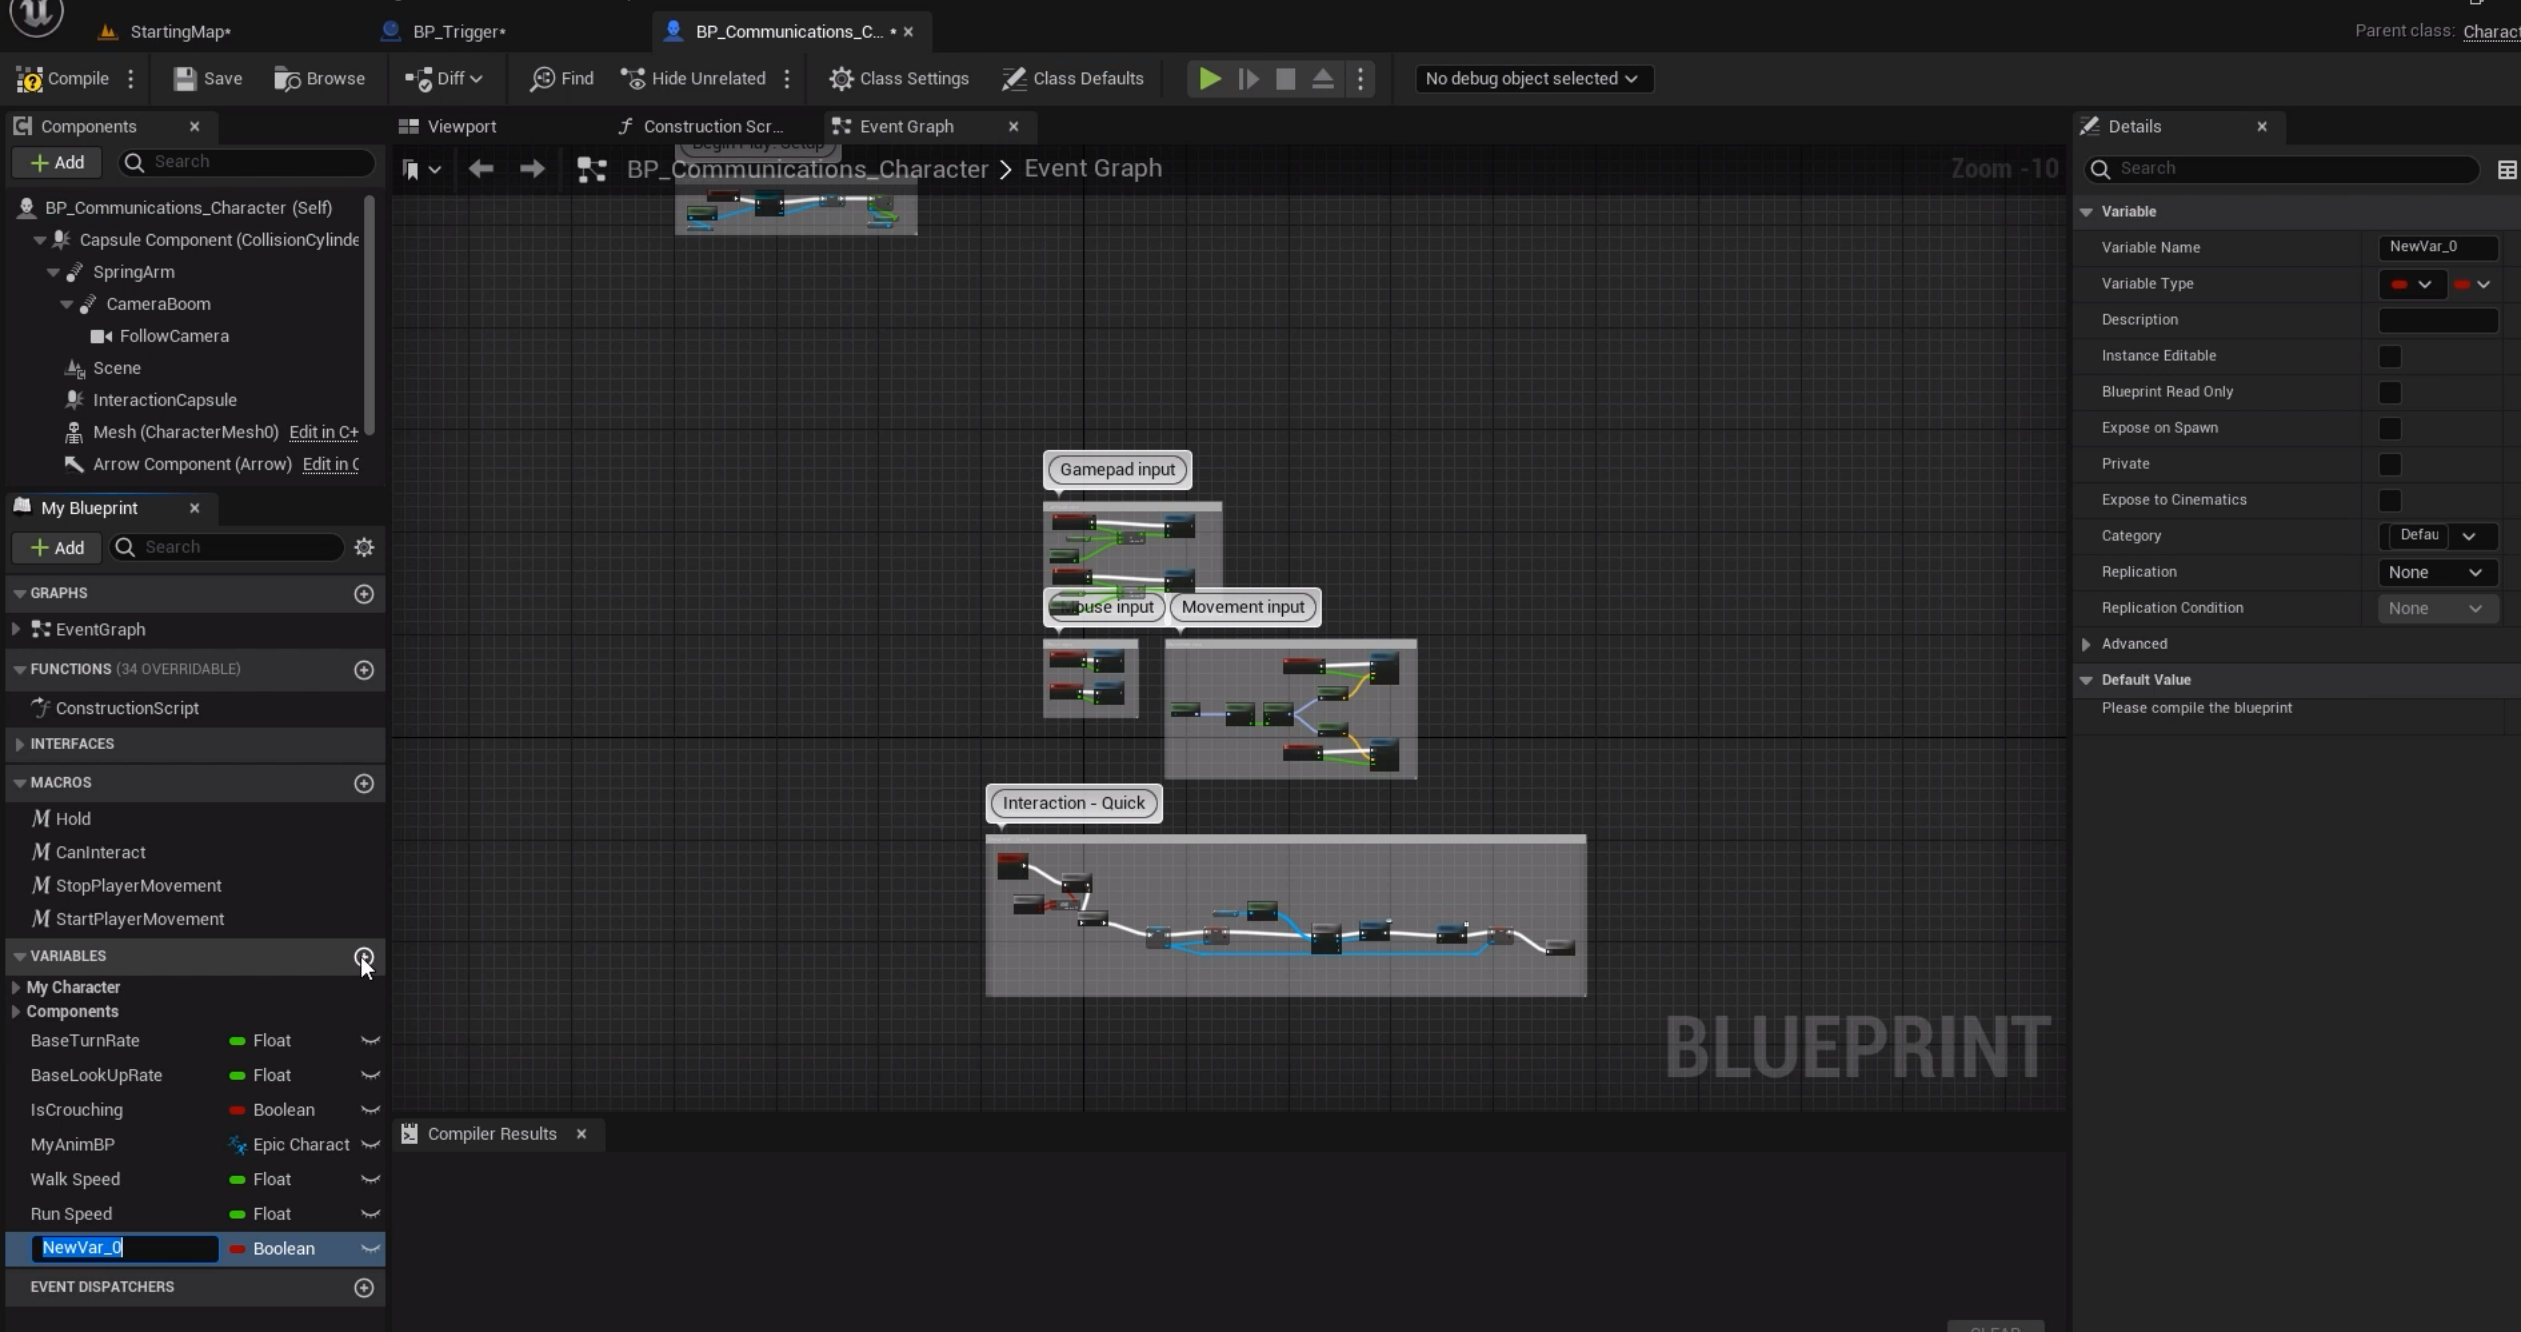 StartingMap*
BP_Trigger*
BP_Communications_C... *
Parent class: Charact
Compile
Save
Browse
Diff
Find
Hide Unrelated
Class Settings
Class Defaults
No debug object selected
Components
Add
Search
BP_Communications_Character (Self)
Capsule Component (CollisionCylinde
SpringArm
CameraBoom
FollowCamera
Scene
InteractionCapsule
Mesh (CharacterMesh0) Edit in C+
Arrow Component (Arrow) Edit in C
My Blueprint
Add
Search
GRAPHS
EventGraph
FUNCTIONS (34 OVERRIDABLE)
ConstructionScript
INTERFACES
MACROS
Hold
CanInteract
StopPlayerMovement
StartPlayerMovement
VARIABLES
My Character
Components
BaseTurnRate Float
BaseLookUpRate Float
IsCrouching Boolean
MyAnimBP Epic Charact
Walk Speed Float
Run Speed Float
NewVar_0 Boolean
EVENT DISPATCHERS
Viewport
Construction Scr...
Event Graph
Begin Play: Setup
BP_Communications_Character > Event Graph
Zoom -10
Gamepad input
Mouse input
Movement input
Interaction - Quick
BLUEPRINT
Compiler Results
CLEAR
Details
Search
Variable
Variable Name NewVar_0
Variable Type
Description
Instance Editable
Blueprint Read Only
Expose on Spawn
Private
Expose to Cinematics
Category Defau
Replication None
Replication Condition None
Advanced
Default Value
Please compile the blueprint